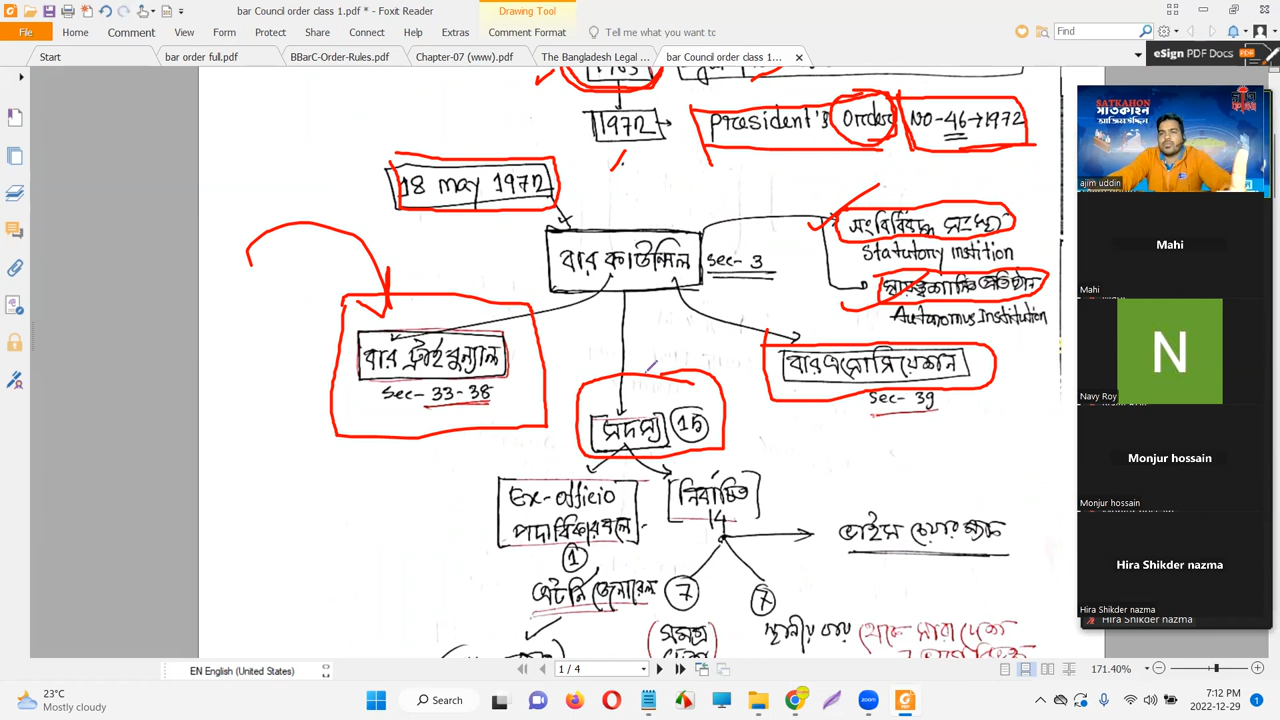 bar Council order class 1.pdf * - Foxit Reader
Drawing Tool
File
Home
Comment
View
Form
Protect
Share
Connect
Help
Extras
Comment Format
Tell me what you want to
Find
Start
bar order full.pdf
BBarC-Order-Rules.pdf
Chapter-07 (www).pdf
The Bangladesh Legal ...
bar Council order class 1...
eSign PDF Docs
1972
President's Order
NO-46→1972
18 may 1972
বার কাউন্সিল
Sec- 3
সংবিধিবদ্ধ সংস্থা
Statutory Instition
স্বায়ত্বশাসিত প্রতিষ্ঠান
Autonomus Institution
বার ট্রাইবুন্যাল
Sec- 33-38
বার এসোসিয়েশন
Sec- 39
সদস্য 15
Ex-officio
পদাধিকারবলে
1
এটর্নি জেনারেল
নির্বাচিত
14
ভাইস চেয়ারম্যান
7
7
স্থানীয় বার থেকে সারা দেশে
SATKAHON
সাতকাহন
ajim uddin
Mahi
Mahi
N
Navy Roy
Monjur hossain
Monjur hossain
Hira Shikder nazma
Hira Shikder nazma
Hira Shikder nazma
EN English (United States)
1 / 4
171.40%
23°C
Mostly cloudy
Search
7:12 PM
2022-12-29